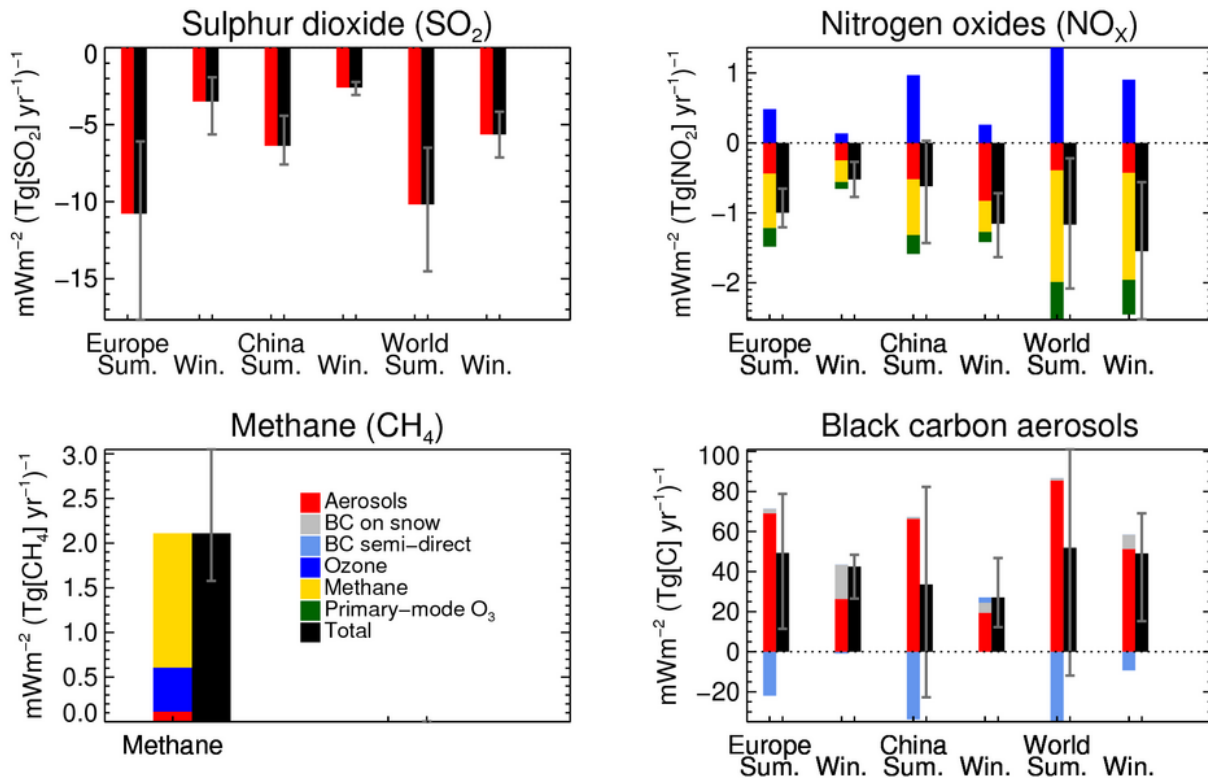 Sulphur dioxide (SO₂)
mWm⁻² (Tg[SO₂] yr⁻¹)⁻¹
0
−5
−10
−15
Europe China World
Sum. Win. Sum. Win. Sum. Win.
Nitrogen oxides (NOₓ)
mWm⁻² (Tg[NO₂] yr⁻¹)⁻¹
1
0
−1
−2
Europe China World
Sum. Win. Sum. Win. Sum. Win.
Methane (CH₄)
mWm⁻² (Tg[CH₄] yr⁻¹)⁻¹
3.0
2.5
2.0
1.5
1.0
0.5
0.0
Aerosols
BC on snow
BC semi−direct
Ozone
Methane
Primary−mode O₃
Total
Methane
Black carbon aerosols
mWm⁻² (Tg[C] yr⁻¹)⁻¹
100
80
60
40
20
0
−20
Europe China World
Sum. Win. Sum. Win. Sum. Win.